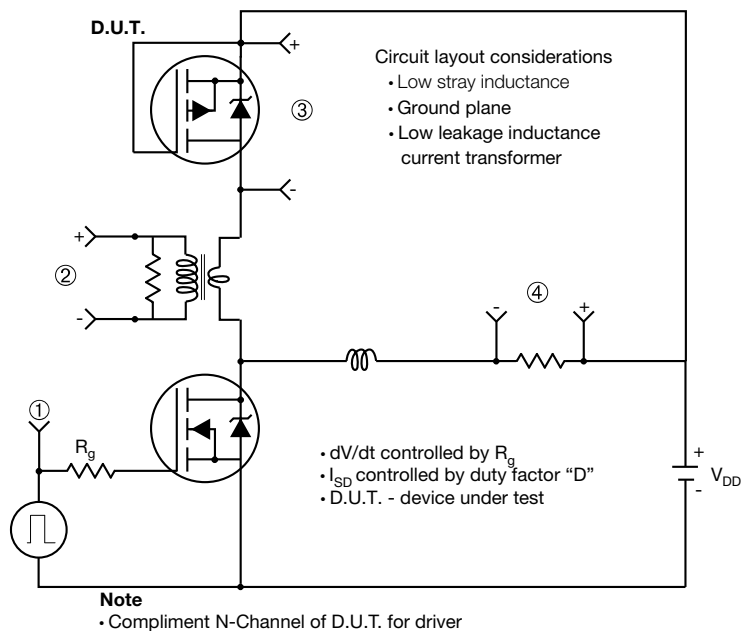 D.U.T.
+
Circuit layout considerations
• Low stray inductance
③
• Ground plane
• Low leakage inductance
current transformer
-
+
②
-
④
-
+
①
R<sub>g</sub>
• dV/dt controlled by R<sub>g</sub>
• I<sub>SD</sub> controlled by duty factor “D”
• D.U.T. - device under test
+
V<sub>DD</sub>
-
Note
• Compliment N-Channel of D.U.T. for driver